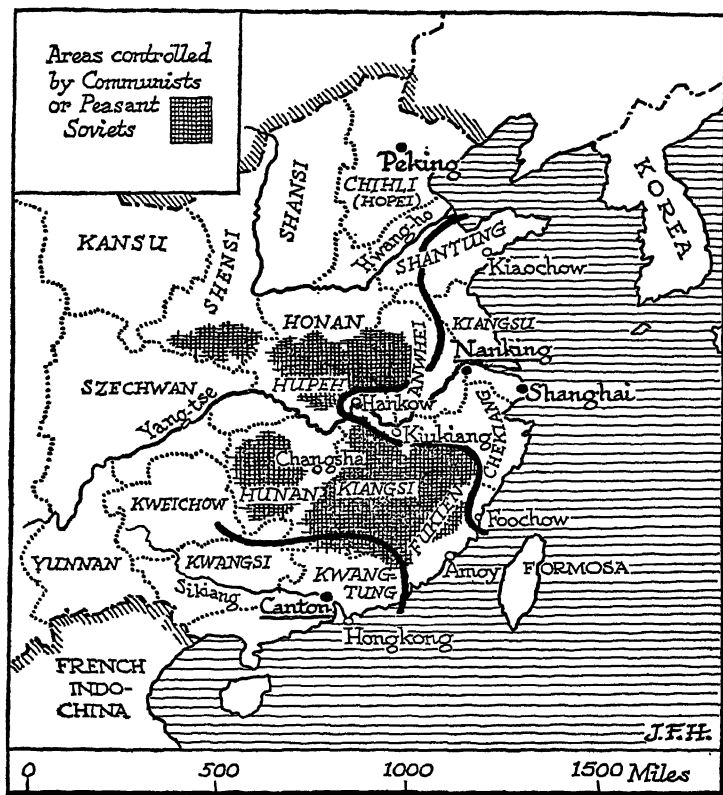 Areas controlled
by Communists
or Peasant
Soviets
Peking
CHIHLI
(HOPEI)
SHANSI
KOREA
KANSU
SHENSI
Hwang-ho
SHANTUNG
Kiaochow
HONAN
KIANGSU
ANWHEI
Nanking
SZECHWAN
HUPEH
Hankow
Shanghai
Yang-tse
Kiukiang
CHEKIANG
Changsha
HUNAN
KIANGSI
KWEICHOW
FUKIEN
Foochow
YUNNAN
KWANGSI
KWANG-
TUNG
Amoy
FORMOSA
Sikiang
Canton
Hongkong
FRENCH
INDO-
CHINA
J.F.H.
0 500 1000 1500 Miles